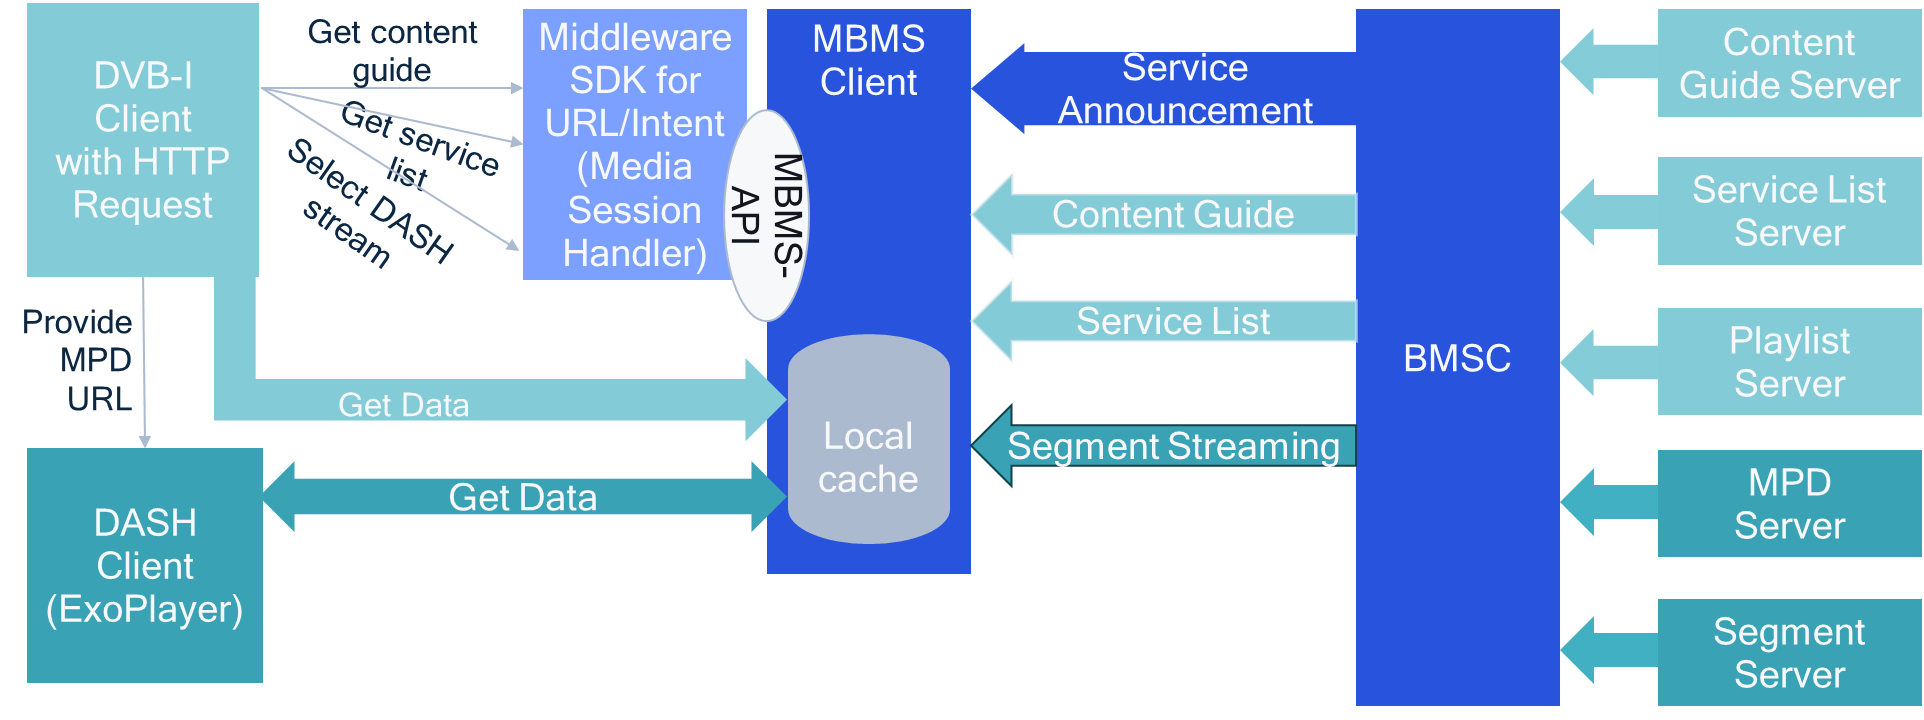 DVB-I
Client
with HTTP
Request
Get content
guide
Get service
list
Select DASH
stream
Middleware
SDK for
URL/Intent
(Media
Session
Handler)
MBMS-
API
MBMS
Client
Service
Announcement
Content Guide
Service List
Segment Streaming
BMSC
Content
Guide Server
Service List
Server
Playlist
Server
MPD
Server
Segment
Server
Provide
MPD
URL
Get Data
Local
cache
Get Data
DASH
Client
(ExoPlayer)